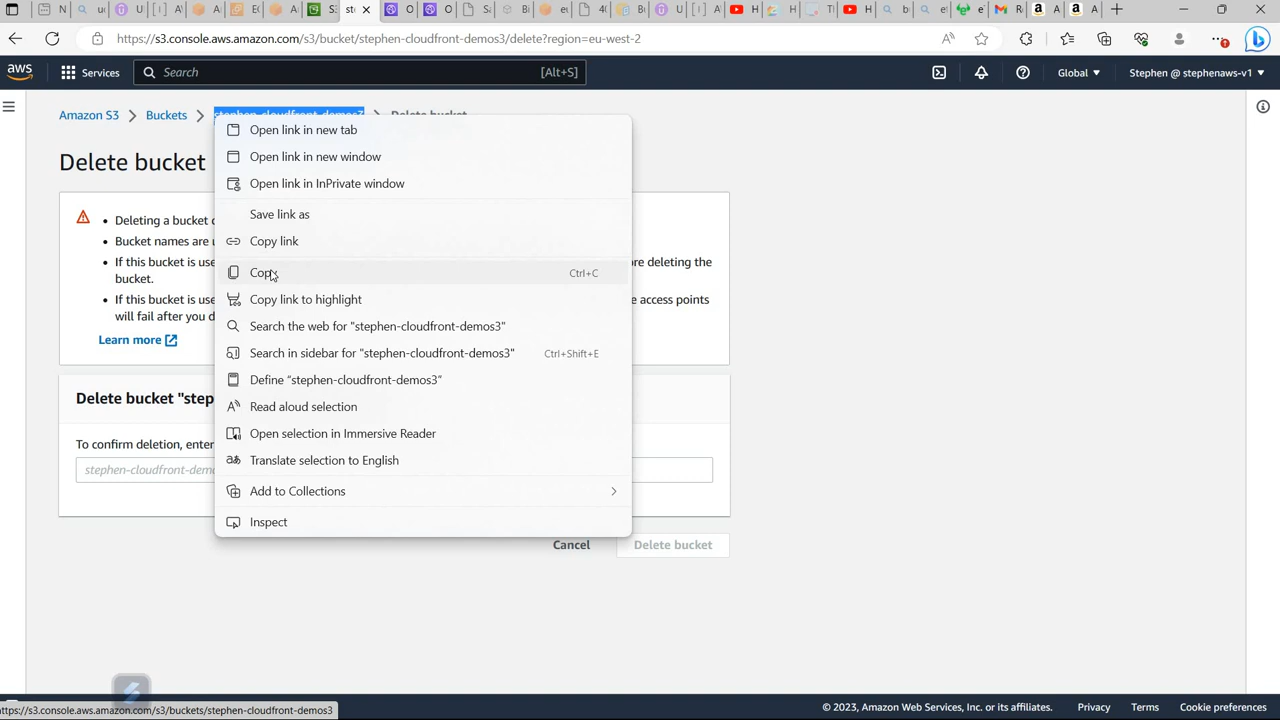 https://s3.console.aws.amazon.com/s3/bucket/stephen-cloudfront-demos3/delete?region=eu-west-2
aws
Services
Search
[Alt+S]
Global
Stephen @ stephenaws-v1
Amazon S3
Buckets
stephen-cloudfront-demos3
Delete bucket
Delete bucket
Deleting a bucket
Bucket names are
If this bucket is use
re deleting the
bucket.
If this bucket is use
e access points
will fail after you d
Learn more
Open link in new tab
Open link in new window
Open link in InPrivate window
Save link as
Copy link
Copy Ctrl+C
Copy link to highlight
Search the web for "stephen-cloudfront-demos3"
Search in sidebar for "stephen-cloudfront-demos3" Ctrl+Shift+E
Define "stephen-cloudfront-demos3"
Read aloud selection
Open selection in Immersive Reader
Translate selection to English
Add to Collections
Inspect
Delete bucket "step
To confirm deletion, enter
stephen-cloudfront-demo
Cancel
Delete bucket
ttps://s3.console.aws.amazon.com/s3/buckets/stephen-cloudfront-demos3
© 2023, Amazon Web Services, Inc. or its affiliates.
Privacy
Terms
Cookie preferences